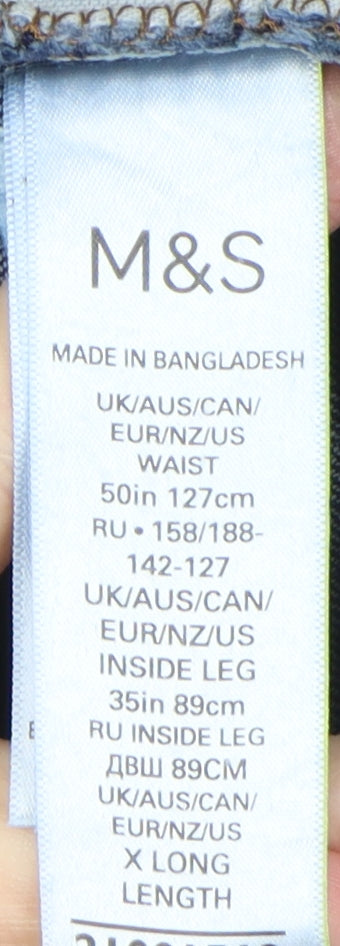 M&S
MADE IN BANGLADESH
UK/AUS/CAN/
EUR/NZ/US
WAIST
50in 127cm
RU • 158/188-
142-127
UK/AUS/CAN/
EUR/NZ/US
INSIDE LEG
35in 89cm
RU INSIDE LEG
ДВШ 89СМ
UK/AUS/CAN/
EUR/NZ/US
X LONG
LENGTH